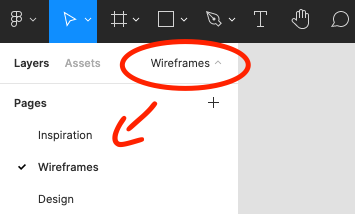 Layers Assets Wireframes
Pages
Inspiration
Wireframes
Design